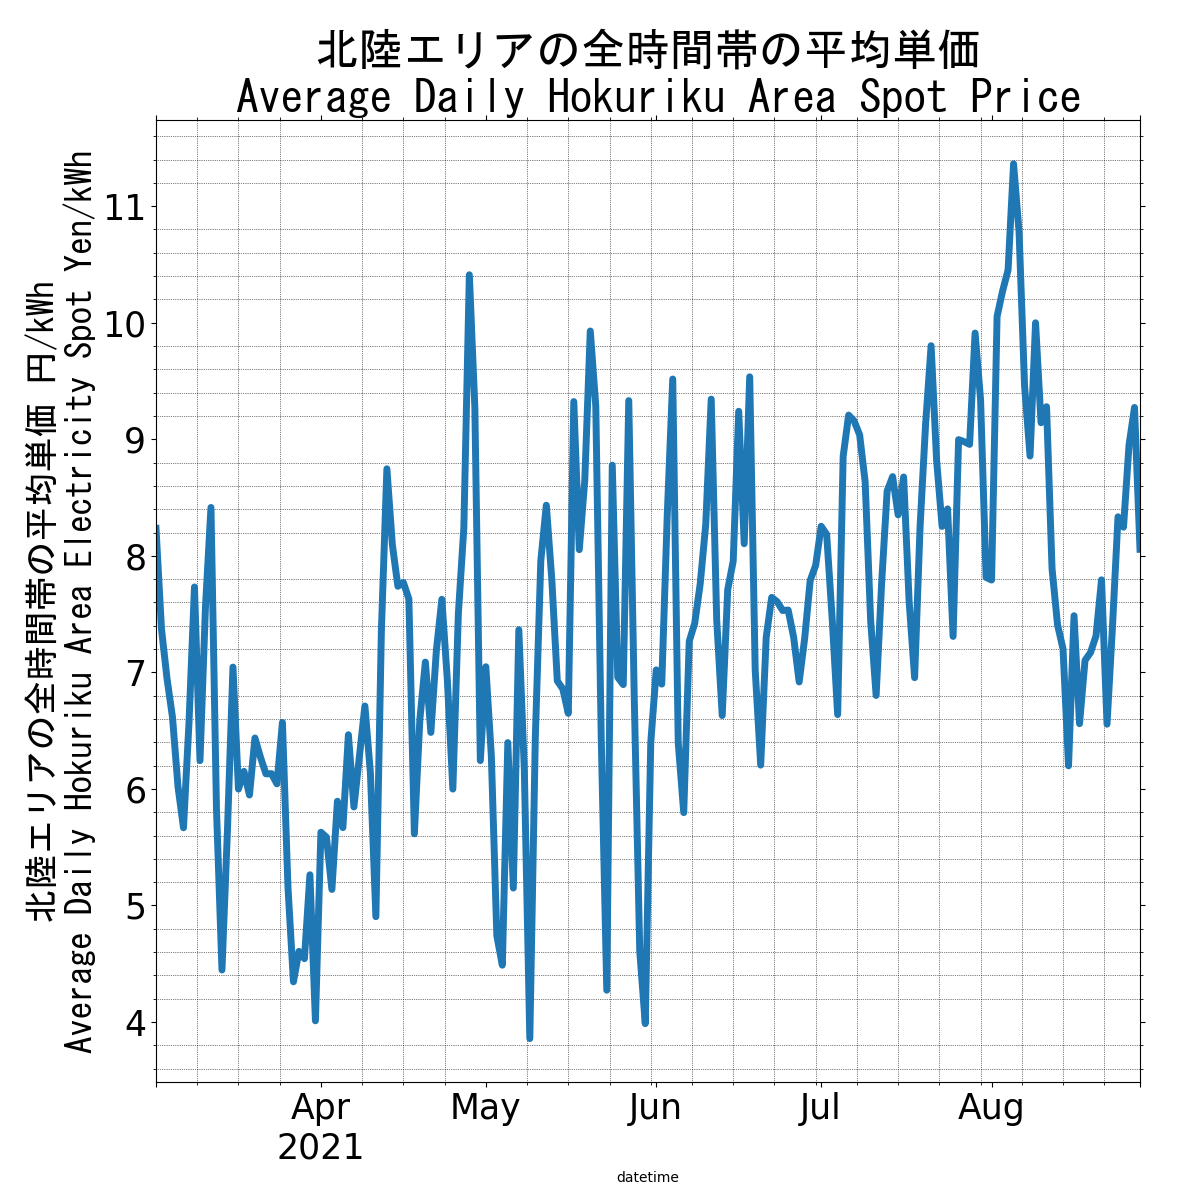 北陸エリアの全時間帯の平均単価
Average Daily Hokuriku Area Spot Price
北陸エリアの全時間帯の平均単価 円/kWh
Average Daily Hokuriku Area Electricity Spot Yen/kWh
11
10
9
8
7
6
5
4
Apr
2021
May
Jun
Jul
Aug
datetime